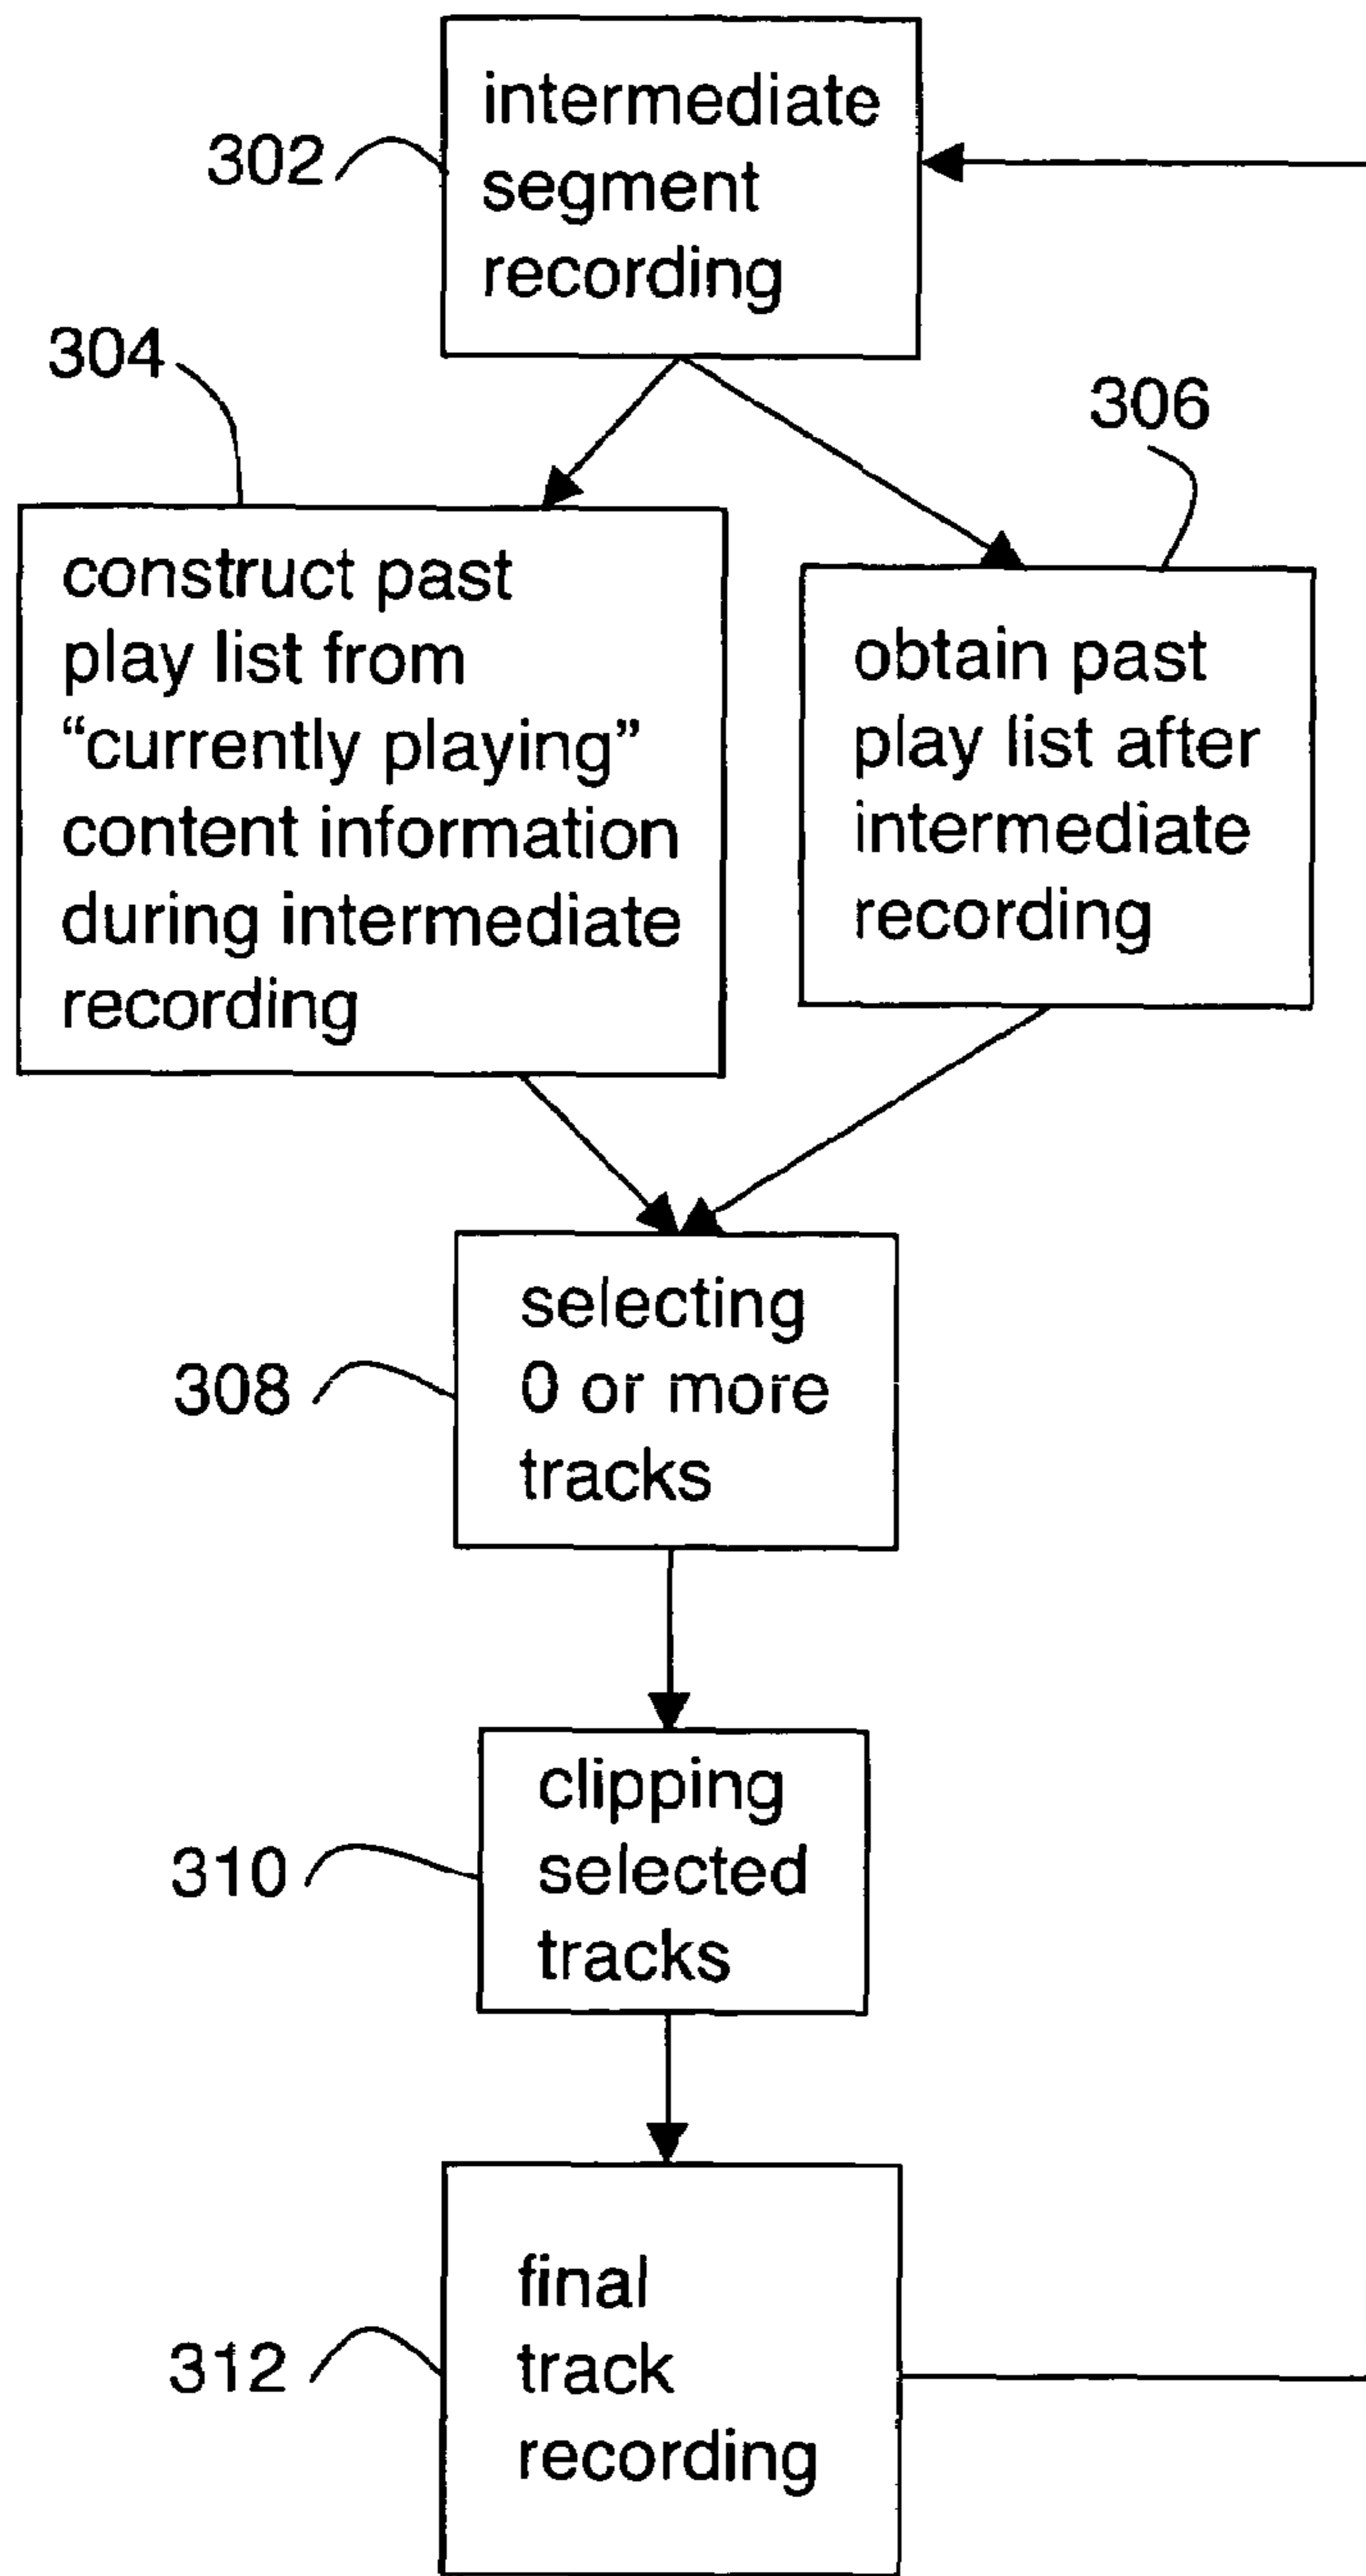 intermediate
segment
recording
302
304
306
construct past
play list from
“currently playing”
content information
during intermediate
recording
obtain past
play list after
intermediate
recording
selecting
0 or more
tracks
308
clipping
selected
tracks
310
final
track
recording
312